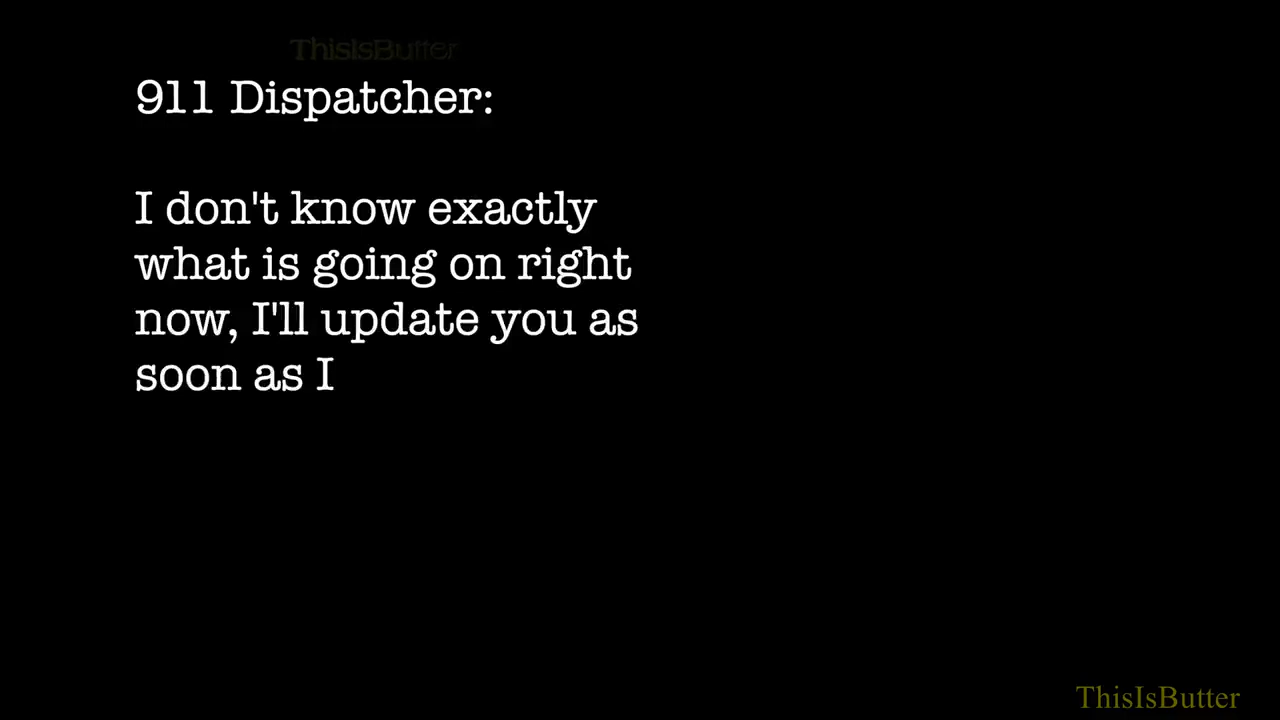 ThisIsButter
911 Dispatcher:
I don't know exactly
what is going on right
now, I'll update you as
soon as I
ThisIsButter